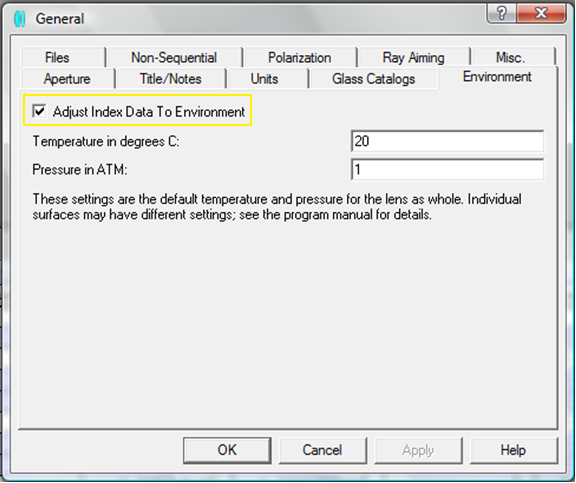 General
Files Non-Sequential Polarization Ray Aiming Misc.
Aperture Title/Notes Units Glass Catalogs Environment
Adjust Index Data To Environment
Temperature in degrees C: 20
Pressure in ATM: 1
These settings are the default temperature and pressure for the lens as whole. Individual
surfaces may have different settings; see the program manual for details.
OK Cancel Apply Help